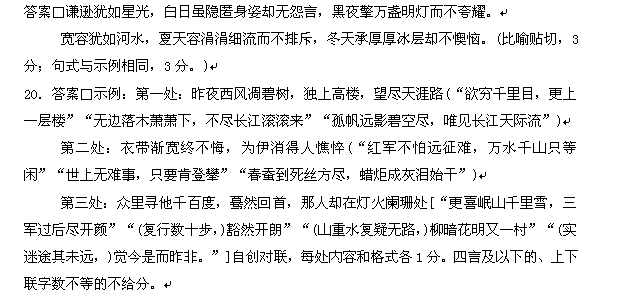 答案□谦逊犹如星光，白日虽隐匿身姿却无怨言，黑夜擎万盏明灯而不夸耀。
宽容犹如河水，夏天容涓涓细流而不排斥，冬天承厚厚冰层却不懊恼。(比喻贴切，3
分；句式与示例相同，3分。)↵
20．答案□示例：第一处：昨夜西风凋碧树，独上高楼，望尽天涯路(“欲穷千里目，更上
一层楼”“无边落木萧萧下，不尽长江滚滚来”“孤帆远影碧空尽，唯见长江天际流”)↵
第二处：衣带渐宽终不悔，为伊消得人憔悴(“红军不怕远征难，万水千山只等
闲”“世上无难事，只要肯登攀”“春蚕到死丝方尽，蜡炬成灰泪始干”)↵
第三处：众里寻他千百度，蓦然回首，那人却在灯火阑珊处[“更喜岷山千里雪，三
军过后尽开颜”“(复行数十步，)豁然开朗”“(山重水复疑无路，)柳暗花明又一村”“(实
迷途其未远，)觉今是而昨非。”]自创对联，每处内容和格式各1分。四言及以下的、上下
联字数不等的不给分。↵